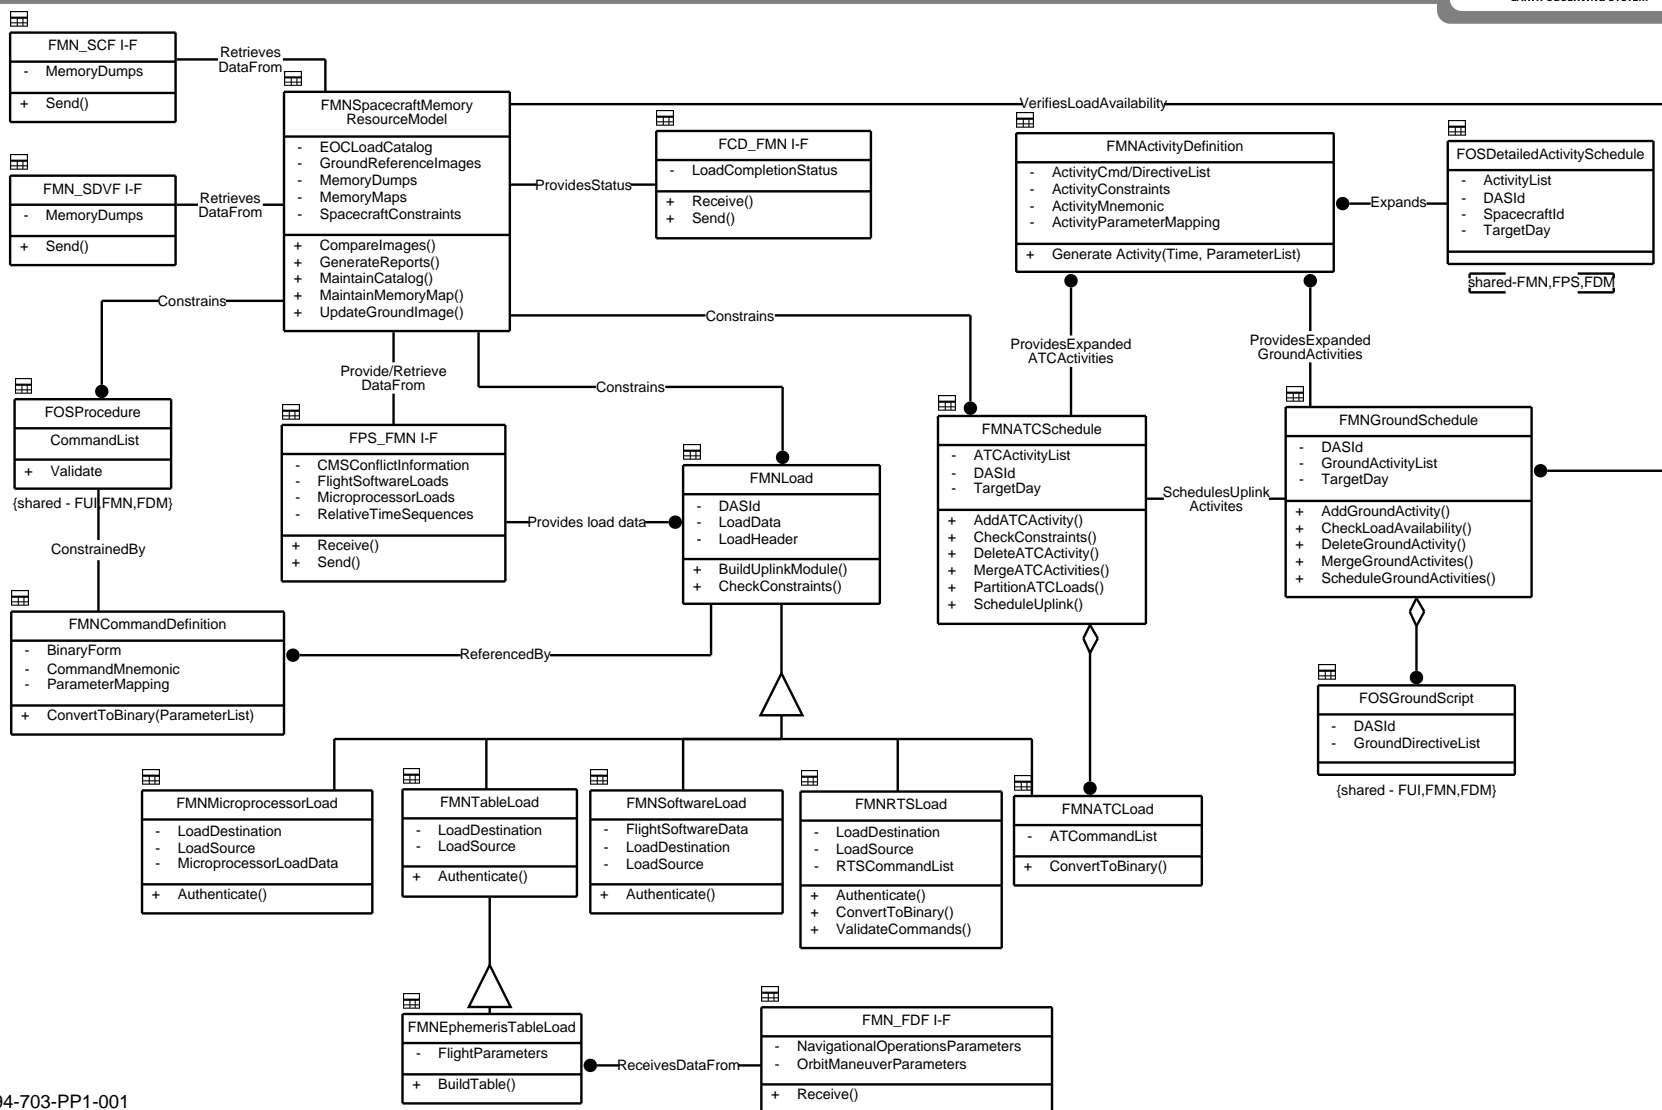 FMN_SCF I-F
- MemoryDumps
+ Send()
Retrieves
DataFrom
FMN_SDVF I-F
- MemoryDumps
+ Send()
Retrieves
DataFrom
FMNSpacecraftMemory
ResourceModel
- EOCLoadCatalog
- GroundReferenceImages
- MemoryDumps
- MemoryMaps
- SpacecraftConstraints
+ CompareImages()
+ GenerateReports()
+ MaintainCatalog()
+ MaintainMemoryMap()
+ UpdateGroundImage()
VerifiesLoadAvailability
ProvidesStatus
FCD_FMN I-F
- LoadCompletionStatus
+ Receive()
+ Send()
FMNActivityDefinition
- ActivityCmd/DirectiveList
- ActivityConstraints
- ActivityMnemonic
- ActivityParameterMapping
+ Generate Activity(Time, ParameterList)
Expands
FOSDetailedActivitySchedule
- ActivityList
- DASId
- SpacecraftId
- TargetDay
shared-FMN,FPS,FDM
Constrains
Constrains
Constrains
Provide/Retrieve
DataFrom
ProvidesExpanded
ATCActivities
ProvidesExpanded
GroundActivities
FOSProcedure
CommandList
+ Validate
{shared - FUI,FMN,FDM}
ConstrainedBy
FPS_FMN I-F
- CMSConflictInformation
- FlightSoftwareLoads
- MicroprocessorLoads
- RelativeTimeSequences
+ Receive()
+ Send()
Provides load data
FMNLoad
- DASId
- LoadData
- LoadHeader
+ BuildUplinkModule()
+ CheckConstraints()
FMNATCSchedule
- ATCActivityList
- DASId
- TargetDay
+ AddATCActivity()
+ CheckConstraints()
+ DeleteATCActivity()
+ MergeATCActivities()
+ PartitionATCLoads()
+ ScheduleUplink()
SchedulesUplink
Activites
FMNGroundSchedule
- DASId
- GroundActivityList
- TargetDay
+ AddGroundActivity()
+ CheckLoadAvailability()
+ DeleteGroundActivity()
+ MergeGroundActivites()
+ ScheduleGroundActivities()
FMNCommandDefinition
- BinaryForm
- CommandMnemonic
- ParameterMapping
+ ConvertToBinary(ParameterList)
ReferencedBy
FOSGroundScript
- DASId
- GroundDirectiveList
{shared - FUI,FMN,FDM}
FMNMicroprocessorLoad
- LoadDestination
- LoadSource
- MicroprocessorLoadData
+ Authenticate()
FMNTableLoad
- LoadDestination
- LoadSource
+ Authenticate()
FMNSoftwareLoad
- FlightSoftwareData
- LoadDestination
- LoadSource
+ Authenticate()
FMNRTSLoad
- LoadDestination
- LoadSource
- RTSCommandList
+ Authenticate()
+ ConvertToBinary()
+ ValidateCommands()
FMNATCLoad
- ATCommandList
+ ConvertToBinary()
FMNEphemerisTableLoad
- FlightParameters
+ BuildTable()
ReceivesDataFrom
FMN_FDF I-F
- NavigationalOperationsParameters
- OrbitManeuverParameters
+ Receive()
94-703-PP1-001